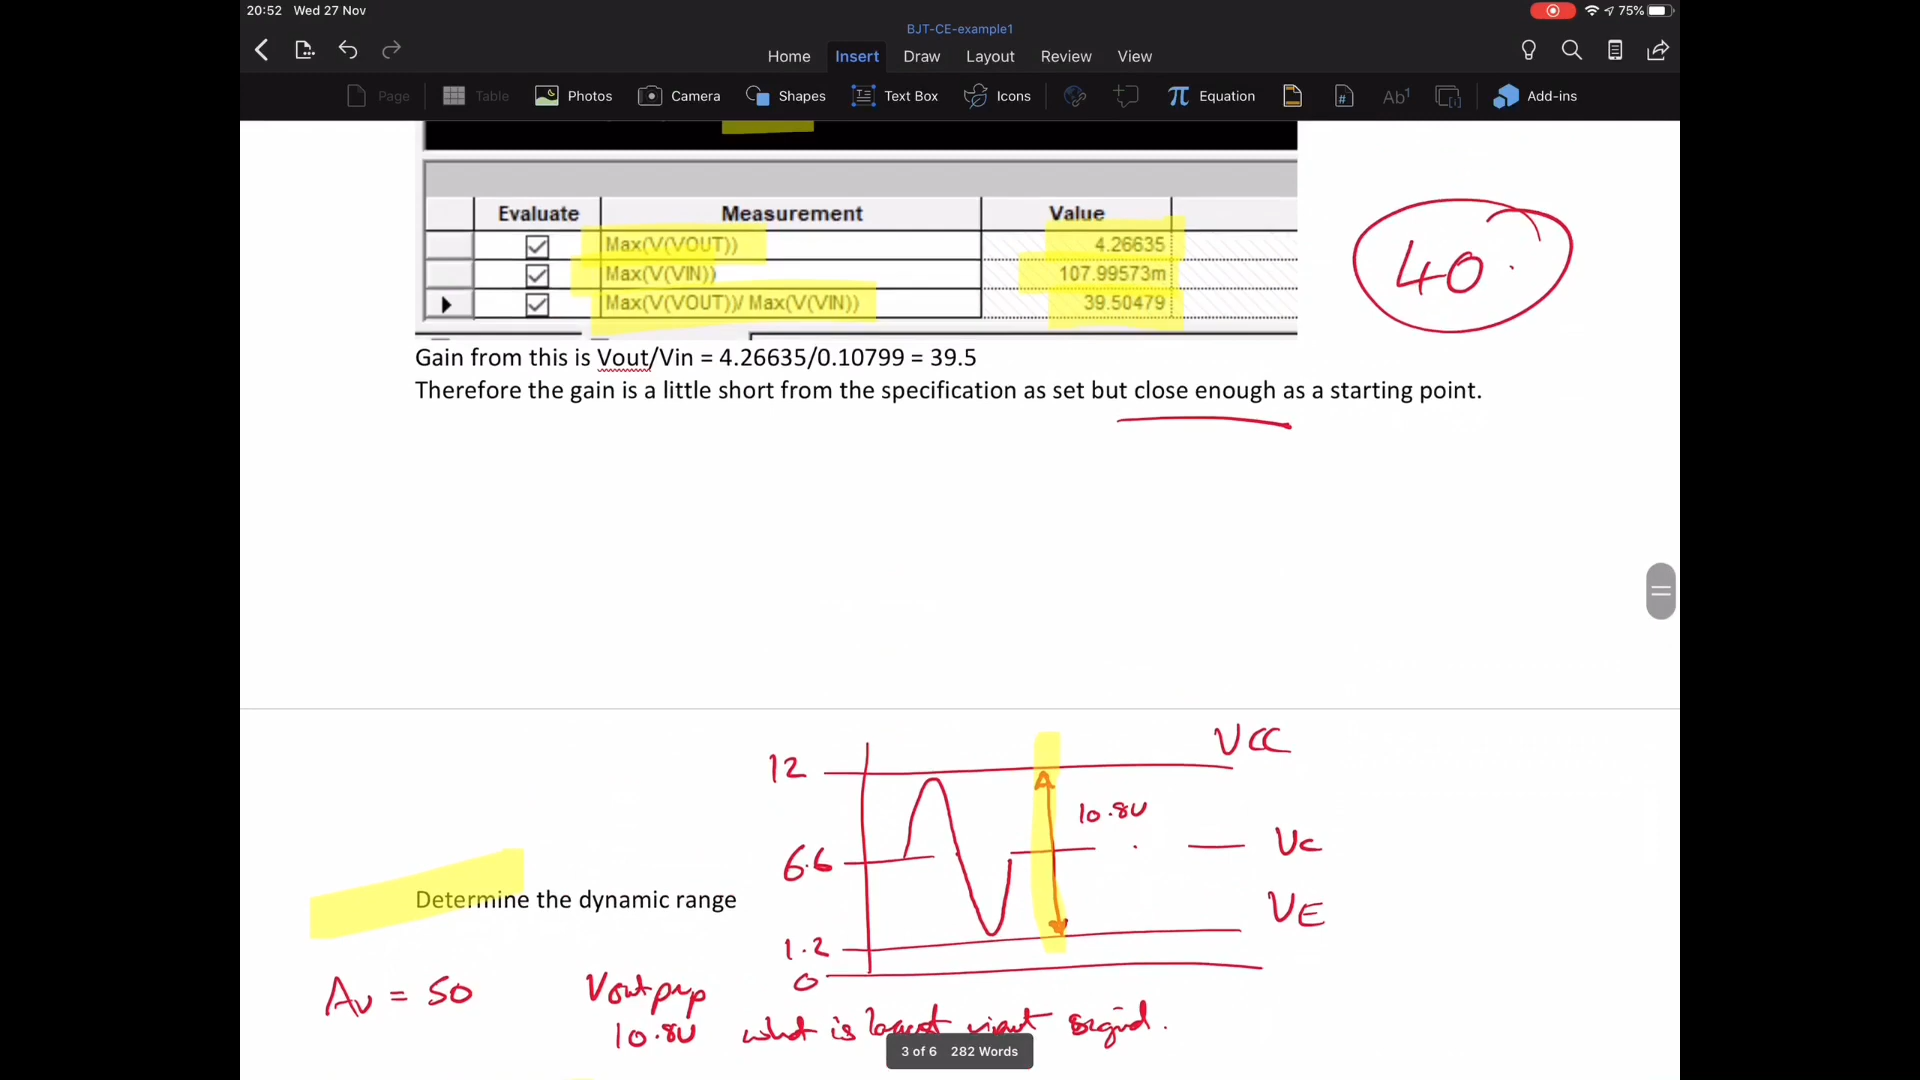 20:52 Wed 27 Nov
75%
BJT-CE-example1
Home Insert Draw Layout Review View
Page Table Photos Camera Shapes Text Box Icons Equation Add-ins
Evaluate Measurement Value
Max(V(VOUT)) 4.26635
Max(V(VIN)) 107.99573m
Max(V(VOUT))/ Max(V(VIN)) 39.50479
40
Gain from this is Vout/Vin = 4.26635/0.10799 = 39.5
Therefore the gain is a little short from the specification as set but close enough as a starting point.
VCC
12
10.8V
6.6
VC
Determine the dynamic range
VE
1.2
0
Av = 50
Vout pkp
10.8V what is largest input signal.
3 of 6 282 Words